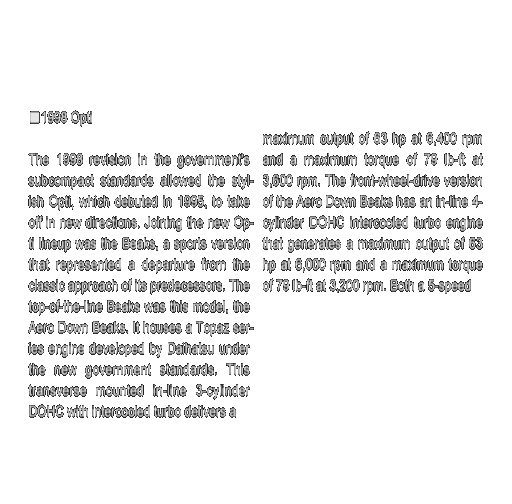 1998 Opti
The 1998 revision in the government's
subcompact standards allowed the styl-
ish Opti, which debuted in 1995, to take
off in new directions. Joining the new Op-
ti lineup was the Beaks, a sports version
that represented a departure from the
classic approach of its predecessors. The
top-of-the-line Beaks was this model, the
Aero Down Beaks. It houses a Topaz ser-
ies engine developed by Daihatsu under
the new government standards. This
transverse mounted in-line 3-cylinder
DOHC with intercooled turbo delivers a
maximum output of 63 hp at 6,400 rpm
and a maximum torque of 79 lb-ft at
3,600 rpm. The front-wheel-drive version
of the Aero Down Beaks has an in-line 4-
cylinder DOHC intercooled turbo engine
that generates a maximum output of 63
hp at 6,000 rpm and a maximum torque
of 79 lb-ft at 3,200 rpm. Both a 5-speed